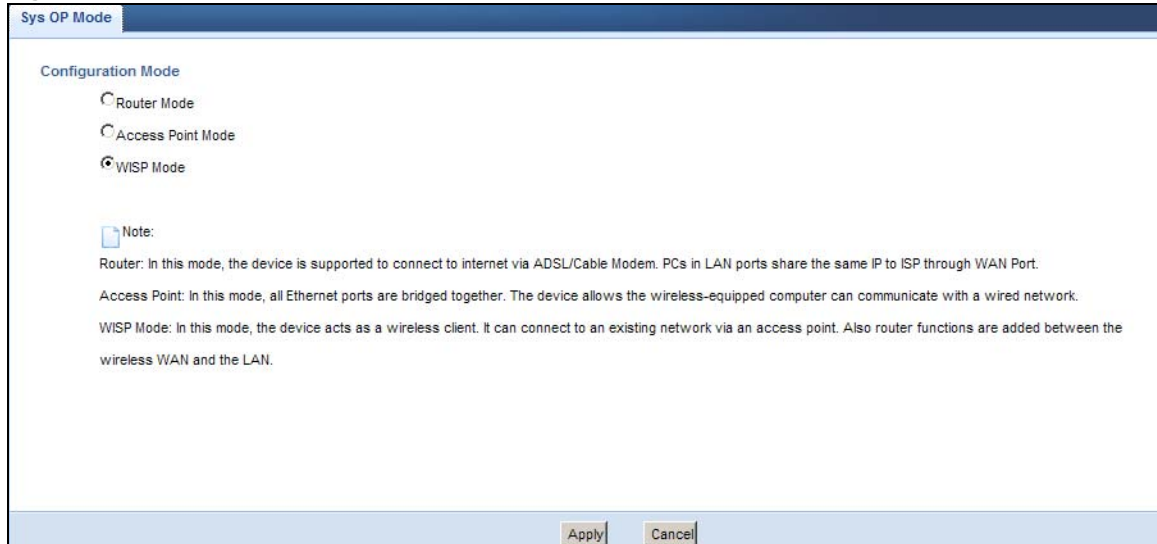 Sys OP Mode
Configuration Mode
Router Mode
Access Point Mode
WISP Mode
Note:
Router: In this mode, the device is supported to connect to internet via ADSL/Cable Modem. PCs in LAN ports share the same IP to ISP through WAN Port.
Access Point: In this mode, all Ethernet ports are bridged together. The device allows the wireless-equipped computer can communicate with a wired network.
WISP Mode: In this mode, the device acts as a wireless client. It can connect to an existing network via an access point. Also router functions are added between the
wireless WAN and the LAN.
Apply Cancel